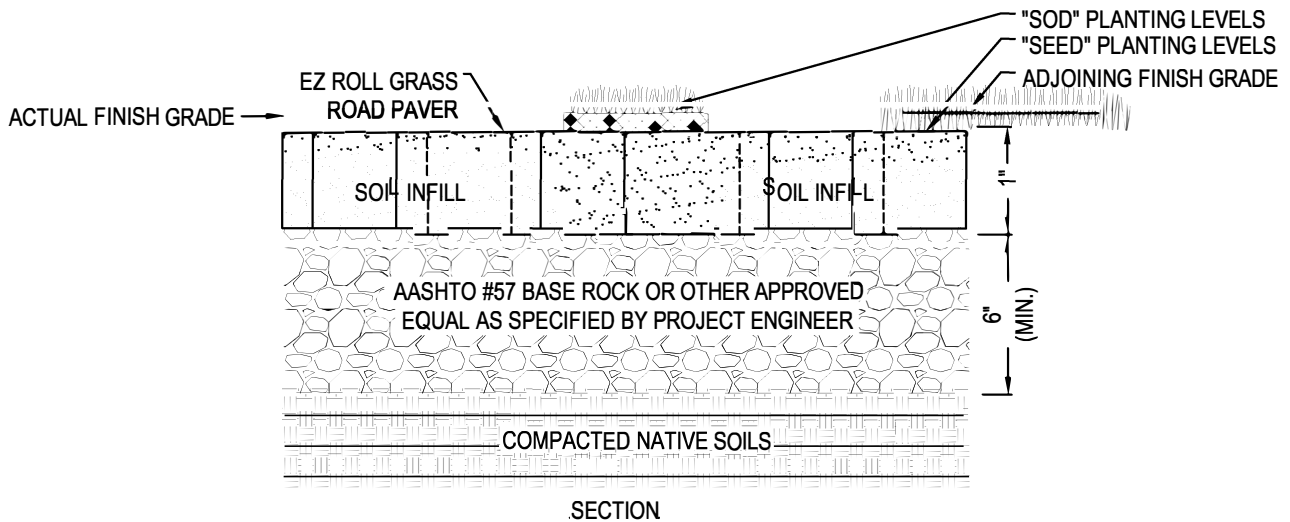 "SOD" PLANTING LEVELS
"SEED" PLANTING LEVELS
ADJOINING FINISH GRADE
EZ ROLL GRASS
ROAD PAVER
ACTUAL FINISH GRADE
SOIL INFILL
SOIL INFILL
1"
AASHTO #57 BASE ROCK OR OTHER APPROVED
EQUAL AS SPECIFIED BY PROJECT ENGINEER
6"
(MIN.)
COMPACTED NATIVE SOILS
SECTION